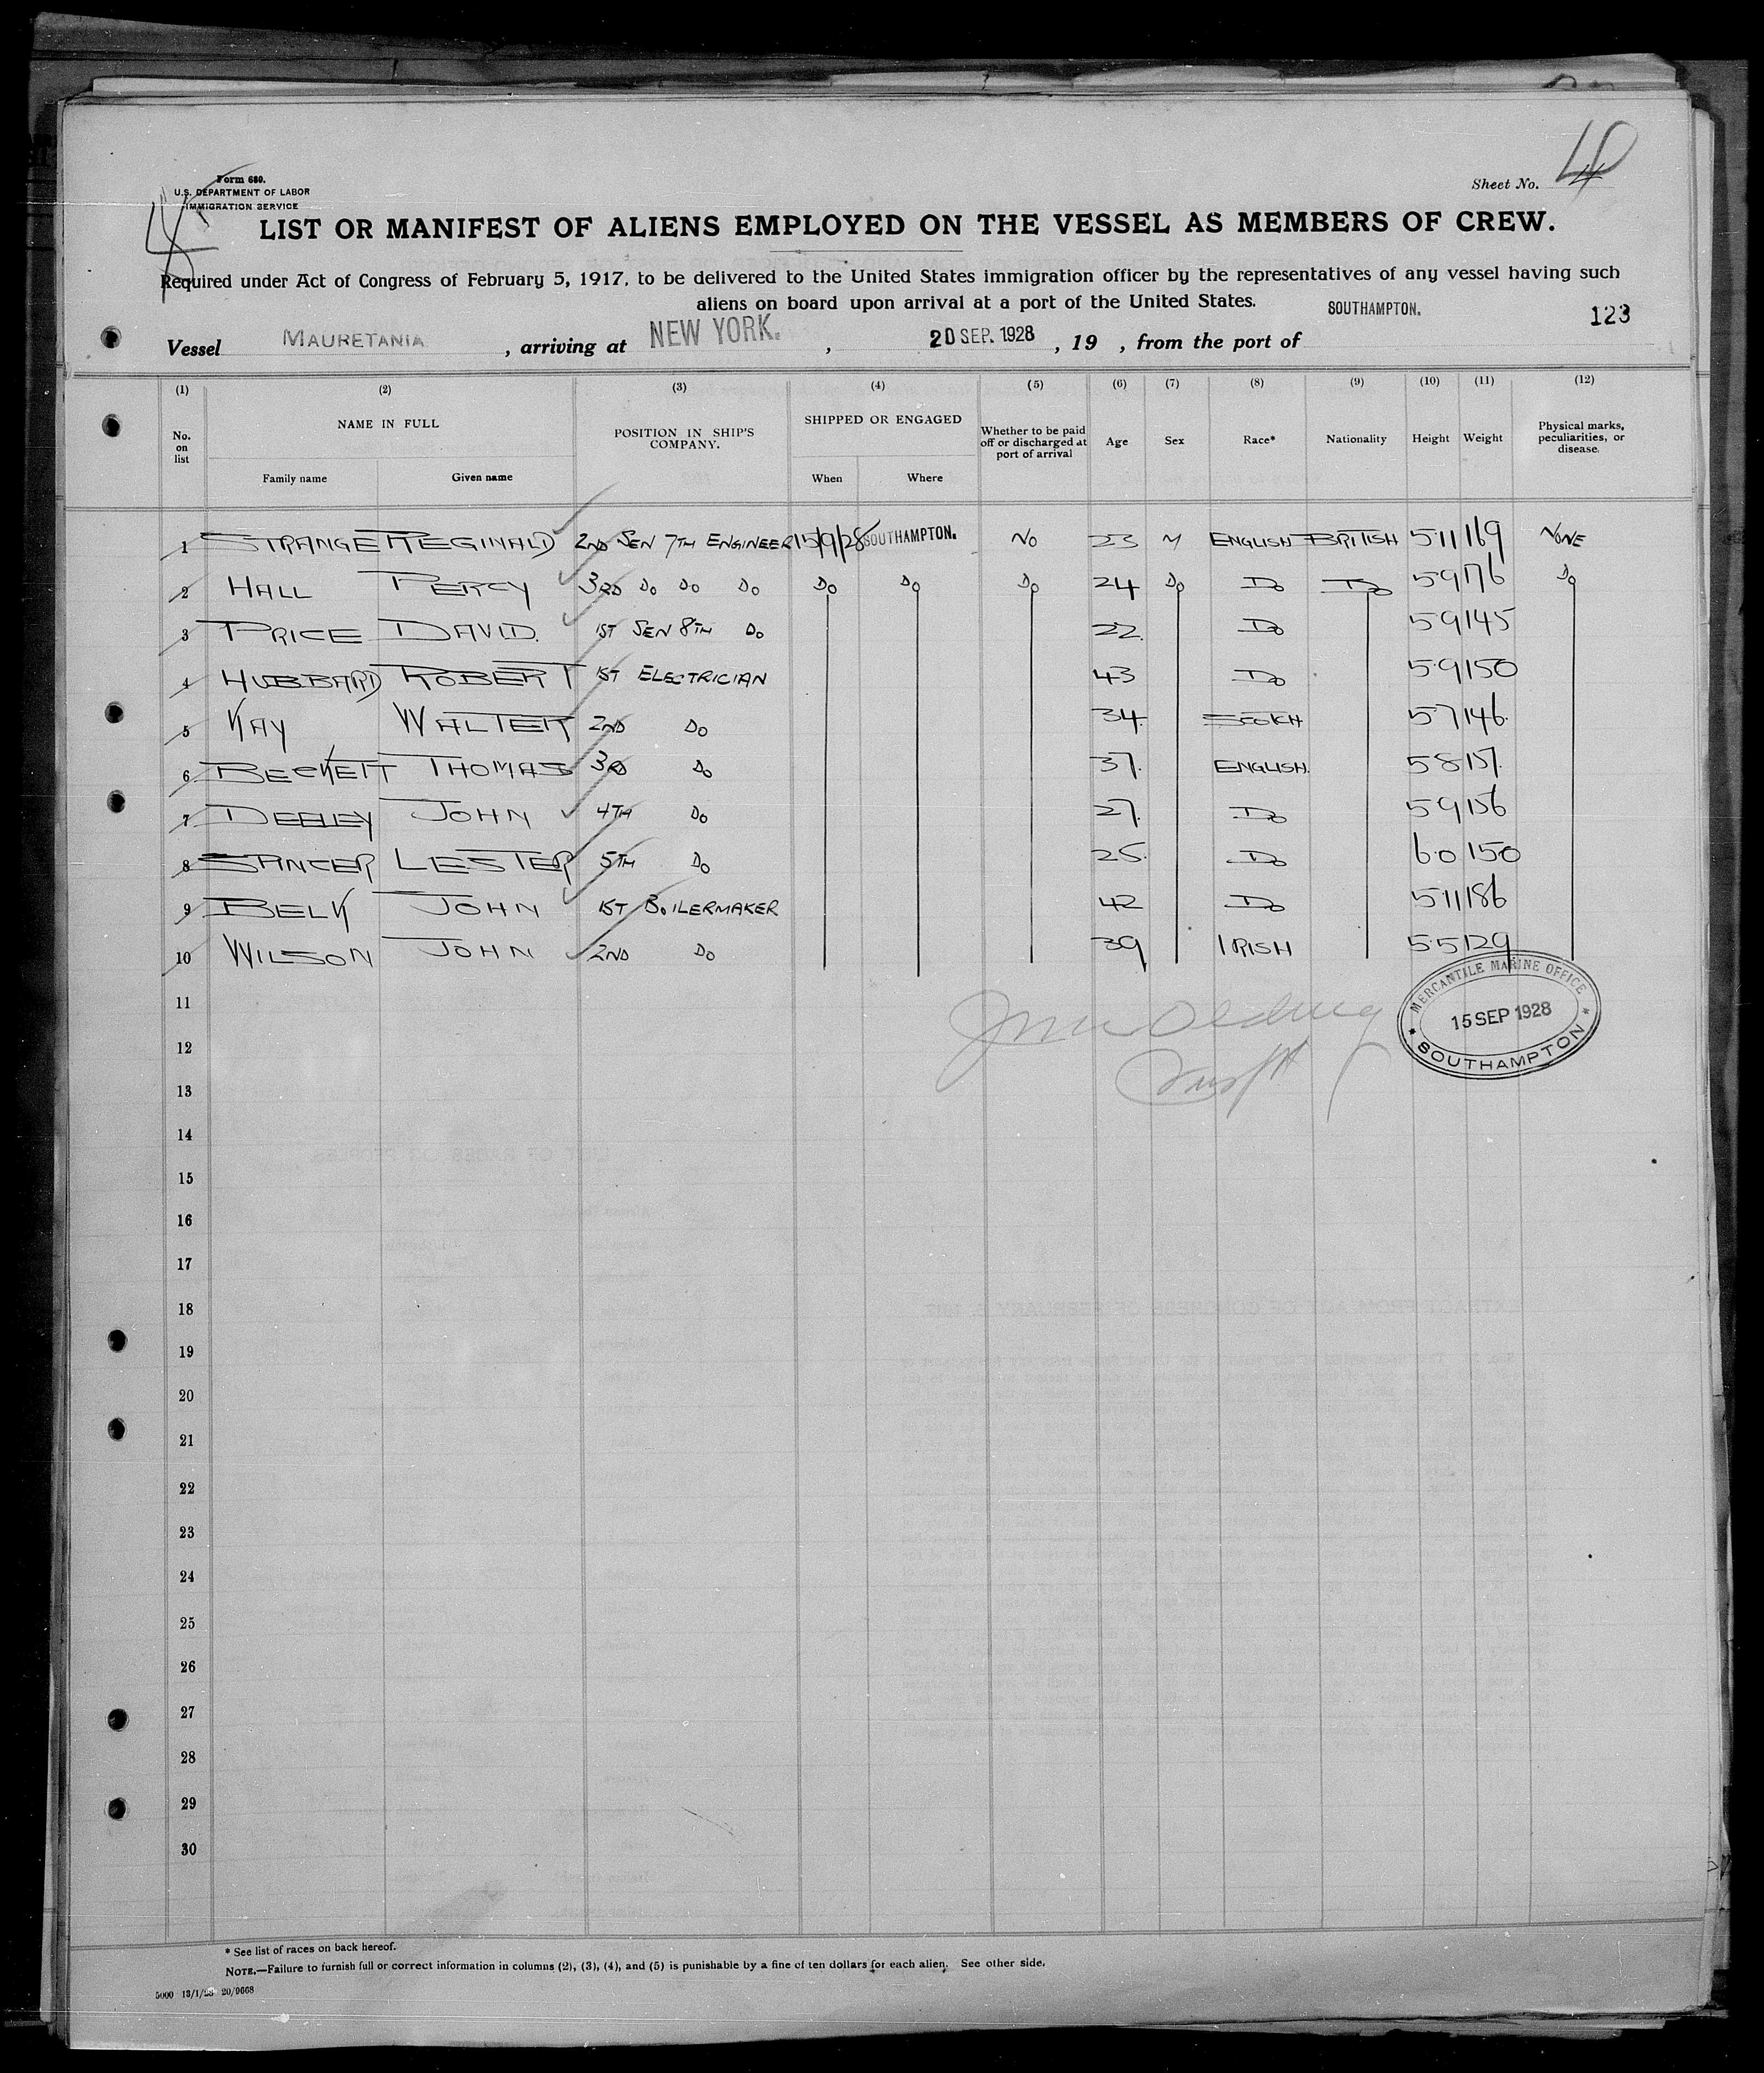 Form 680.
U.S. DEPARTMENT OF LABOR
IMMIGRATION SERVICE
Sheet No. 4
LIST OR MANIFEST OF ALIENS EMPLOYED ON THE VESSEL AS MEMBERS OF CREW.
Required under Act of Congress of February 5, 1917, to be delivered to the United States immigration officer by the representatives of any vessel having such
aliens on board upon arrival at a port of the United States.
SOUTHAMPTON.
123
Vessel MAURETANIA, arriving at NEW YORK., 20 SEP. 1928, 19 , from the port of
(1) (2) (3) (4) (5) (6) (7) (8) (9) (10) (11) (12)
No. on list NAME IN FULL POSITION IN SHIP'S COMPANY. SHIPPED OR ENGAGED Whether to be paid off or discharged at port of arrival Age Sex Race* Nationality Height Weight Physical marks, peculiarities, or disease.
Family name Given name When Where
1 STRANGE REGINALD 2ND SEN 7TH ENGINEER 15/9/28 SOUTHAMPTON. NO 23 M ENGLISH BRITISH 5.11 169 NONE
2 HALL PERCY 3RD DO DO DO DO DO DO 24 DO DO DO 5 9 176 DO
3 PRICE DAVID. 1ST SEN 8TH DO 22. DO 5 9 145
4 HUBBARD ROBERT 1ST ELECTRICIAN 43 DO 5.9 150
5 KAY WALTER 2ND DO 34. SCOTCH 5 7 146.
6 BECKETT THOMAS 3RD DO 37. ENGLISH. 5 8 157.
7 DEELEY JOHN 4TH DO 27. DO 5 9 156
8 SANCER LESTER 5TH DO 25. DO 6.0 150
9 BELK JOHN 1ST BOILERMAKER 42 DO 5.11 186
10 WILSON JOHN 2ND DO 39 IRISH 5.5 129
MERCANTILE MARINE OFFICE
15 SEP 1928
SOUTHAMPTON
11
12
13
14
15
16
17
18
19
20
21
22
23
24
25
26
27
28
29
30
* See list of races on back hereof.
NOTE.—Failure to furnish full or correct information in columns (2), (3), (4), and (5) is punishable by a fine of ten dollars for each alien. See other side.
5000 13/1/28 20/9668